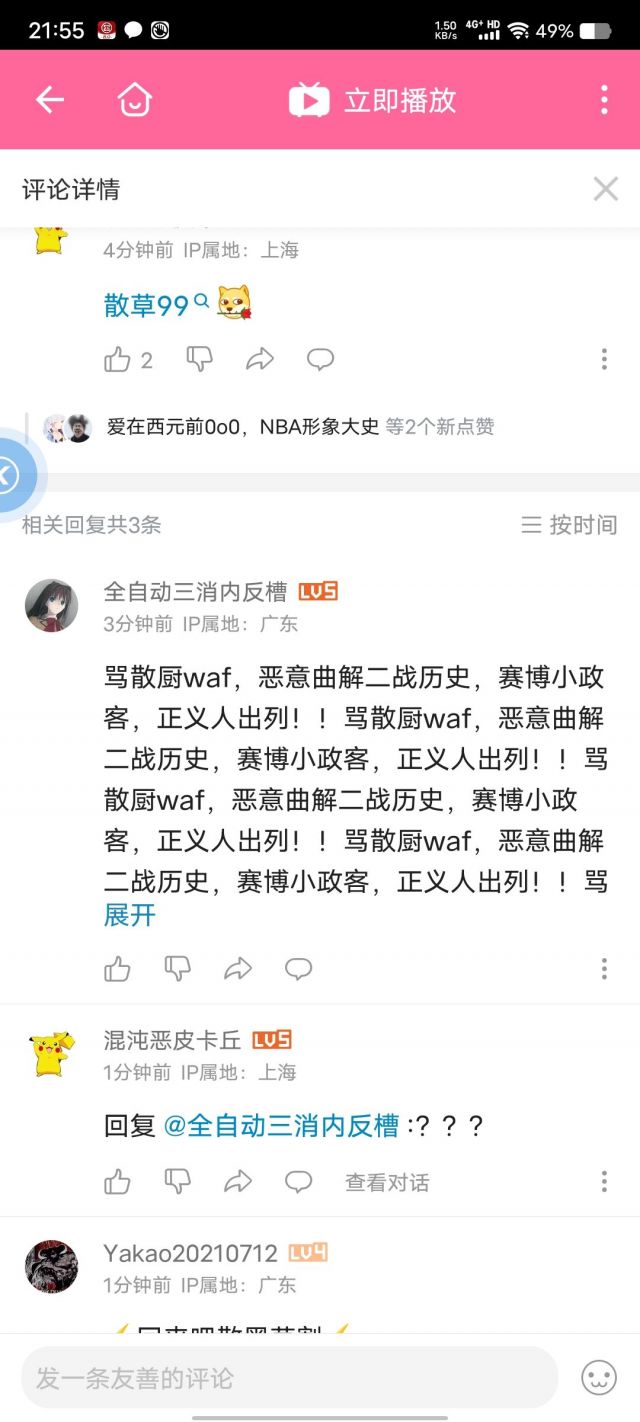 21:55
1.50 KB/s 4G+ HD 49%
立即播放
评论详情
4分钟前 IP属地：上海
散草99
2
爱在西元前0o0，NBA形象大史 等2个新点赞
相关回复共3条
按时间
全自动三消内反槽 LV5
3分钟前 IP属地：广东
骂散厨waf，恶意曲解二战历史，赛博小政
客，正义人出列！！骂散厨waf，恶意曲解
二战历史，赛博小政客，正义人出列！！骂
散厨waf，恶意曲解二战历史，赛博小政
客，正义人出列！！骂散厨waf，恶意曲解
二战历史，赛博小政客，正义人出列！！骂
展开
混沌恶皮卡丘 LV5
1分钟前 IP属地：上海
回复 @全自动三消内反槽 :？？？
查看对话
Yakao20210712 LV4
1分钟前 IP属地：广东
发一条友善的评论